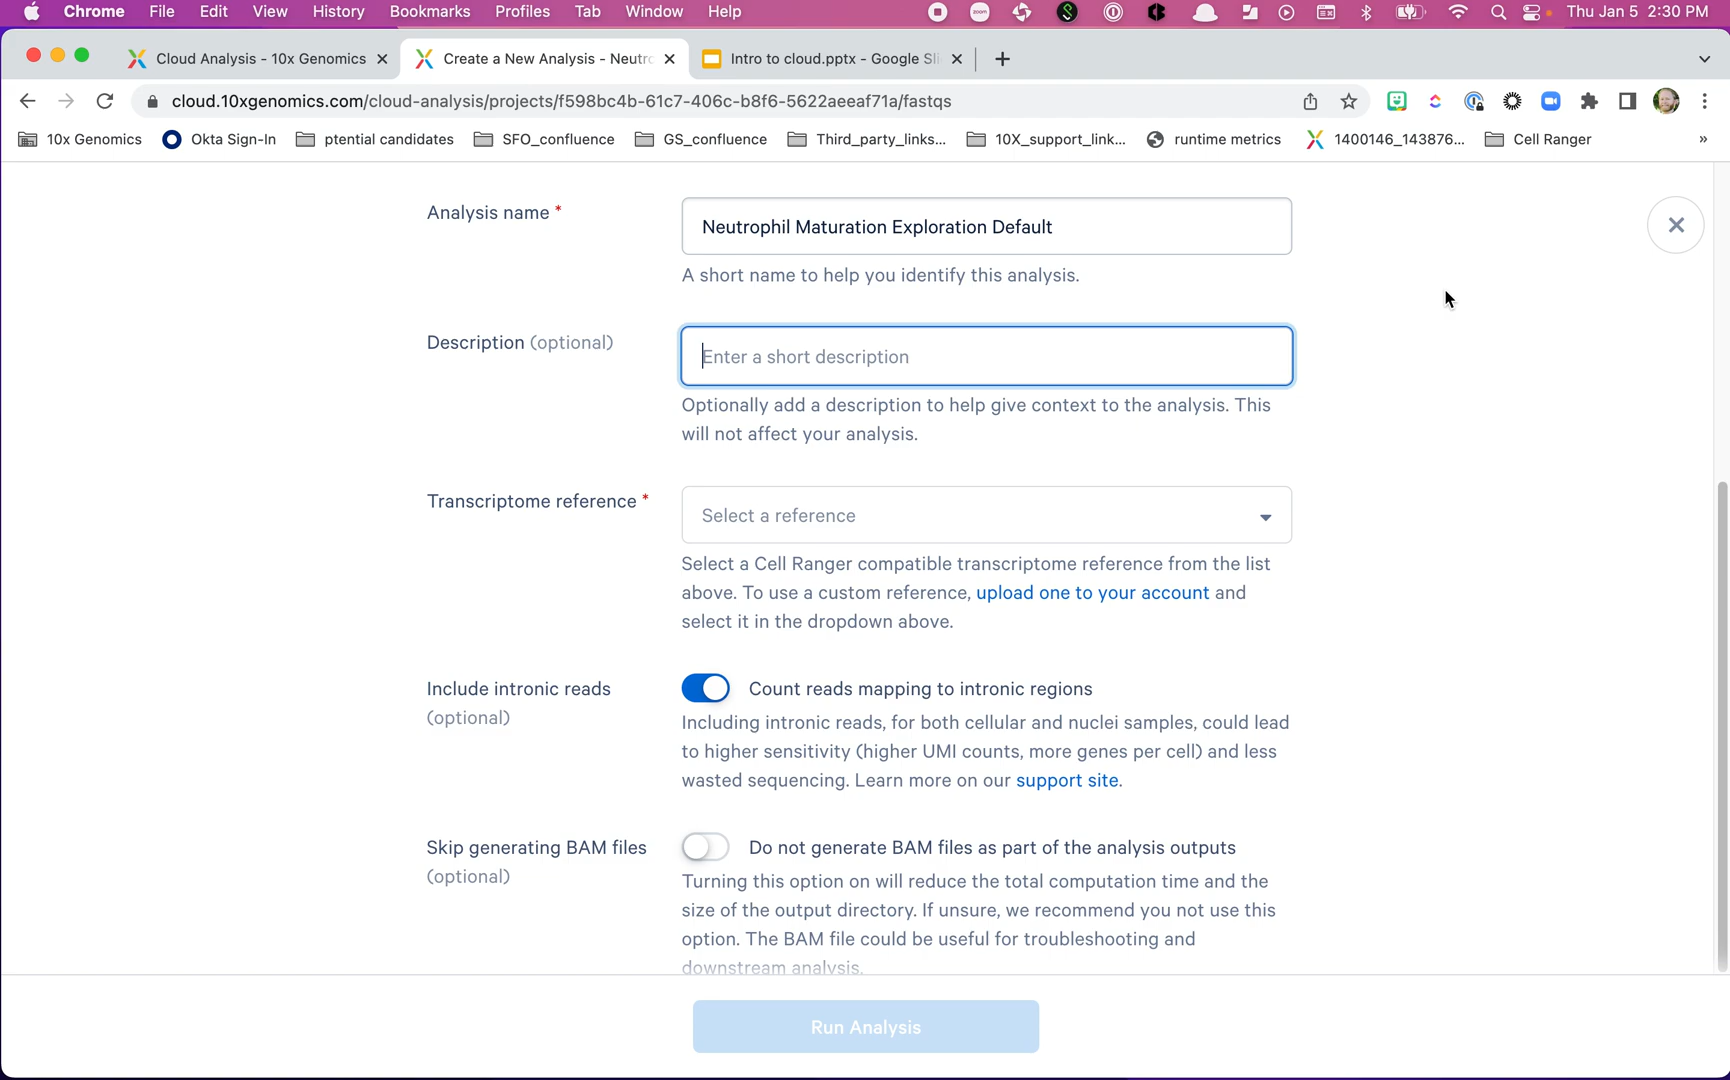 Chrome File Edit View History Bookmarks Profiles Tab Window Help zoom Thu Jan 5 2:30 PM
Cloud Analysis - 10x Genomics Create a New Analysis - Neutro Intro to cloud.pptx - Google Sli
cloud.10xgenomics.com/cloud-analysis/projects/f598bc4b-61c7-406c-b8f6-5622aeeaf71a/fastqs
10x Genomics Okta Sign-In ptential candidates SFO_confluence GS_confluence Third_party_links... 10X_support_link... runtime metrics 1400146_143876... Cell Ranger »
Analysis name *
Neutrophil Maturation Exploration Default
A short name to help you identify this analysis.
Description (optional)
Enter a short description
Optionally add a description to help give context to the analysis. This
will not affect your analysis.
Transcriptome reference *
Select a reference
Select a Cell Ranger compatible transcriptome reference from the list
above. To use a custom reference, upload one to your account and
select it in the dropdown above.
Include intronic reads
(optional)
Count reads mapping to intronic regions
Including intronic reads, for both cellular and nuclei samples, could lead
to higher sensitivity (higher UMI counts, more genes per cell) and less
wasted sequencing. Learn more on our support site.
Skip generating BAM files
(optional)
Do not generate BAM files as part of the analysis outputs
Turning this option on will reduce the total computation time and the
size of the output directory. If unsure, we recommend you not use this
option. The BAM file could be useful for troubleshooting and
downstream analysis.
Run Analysis